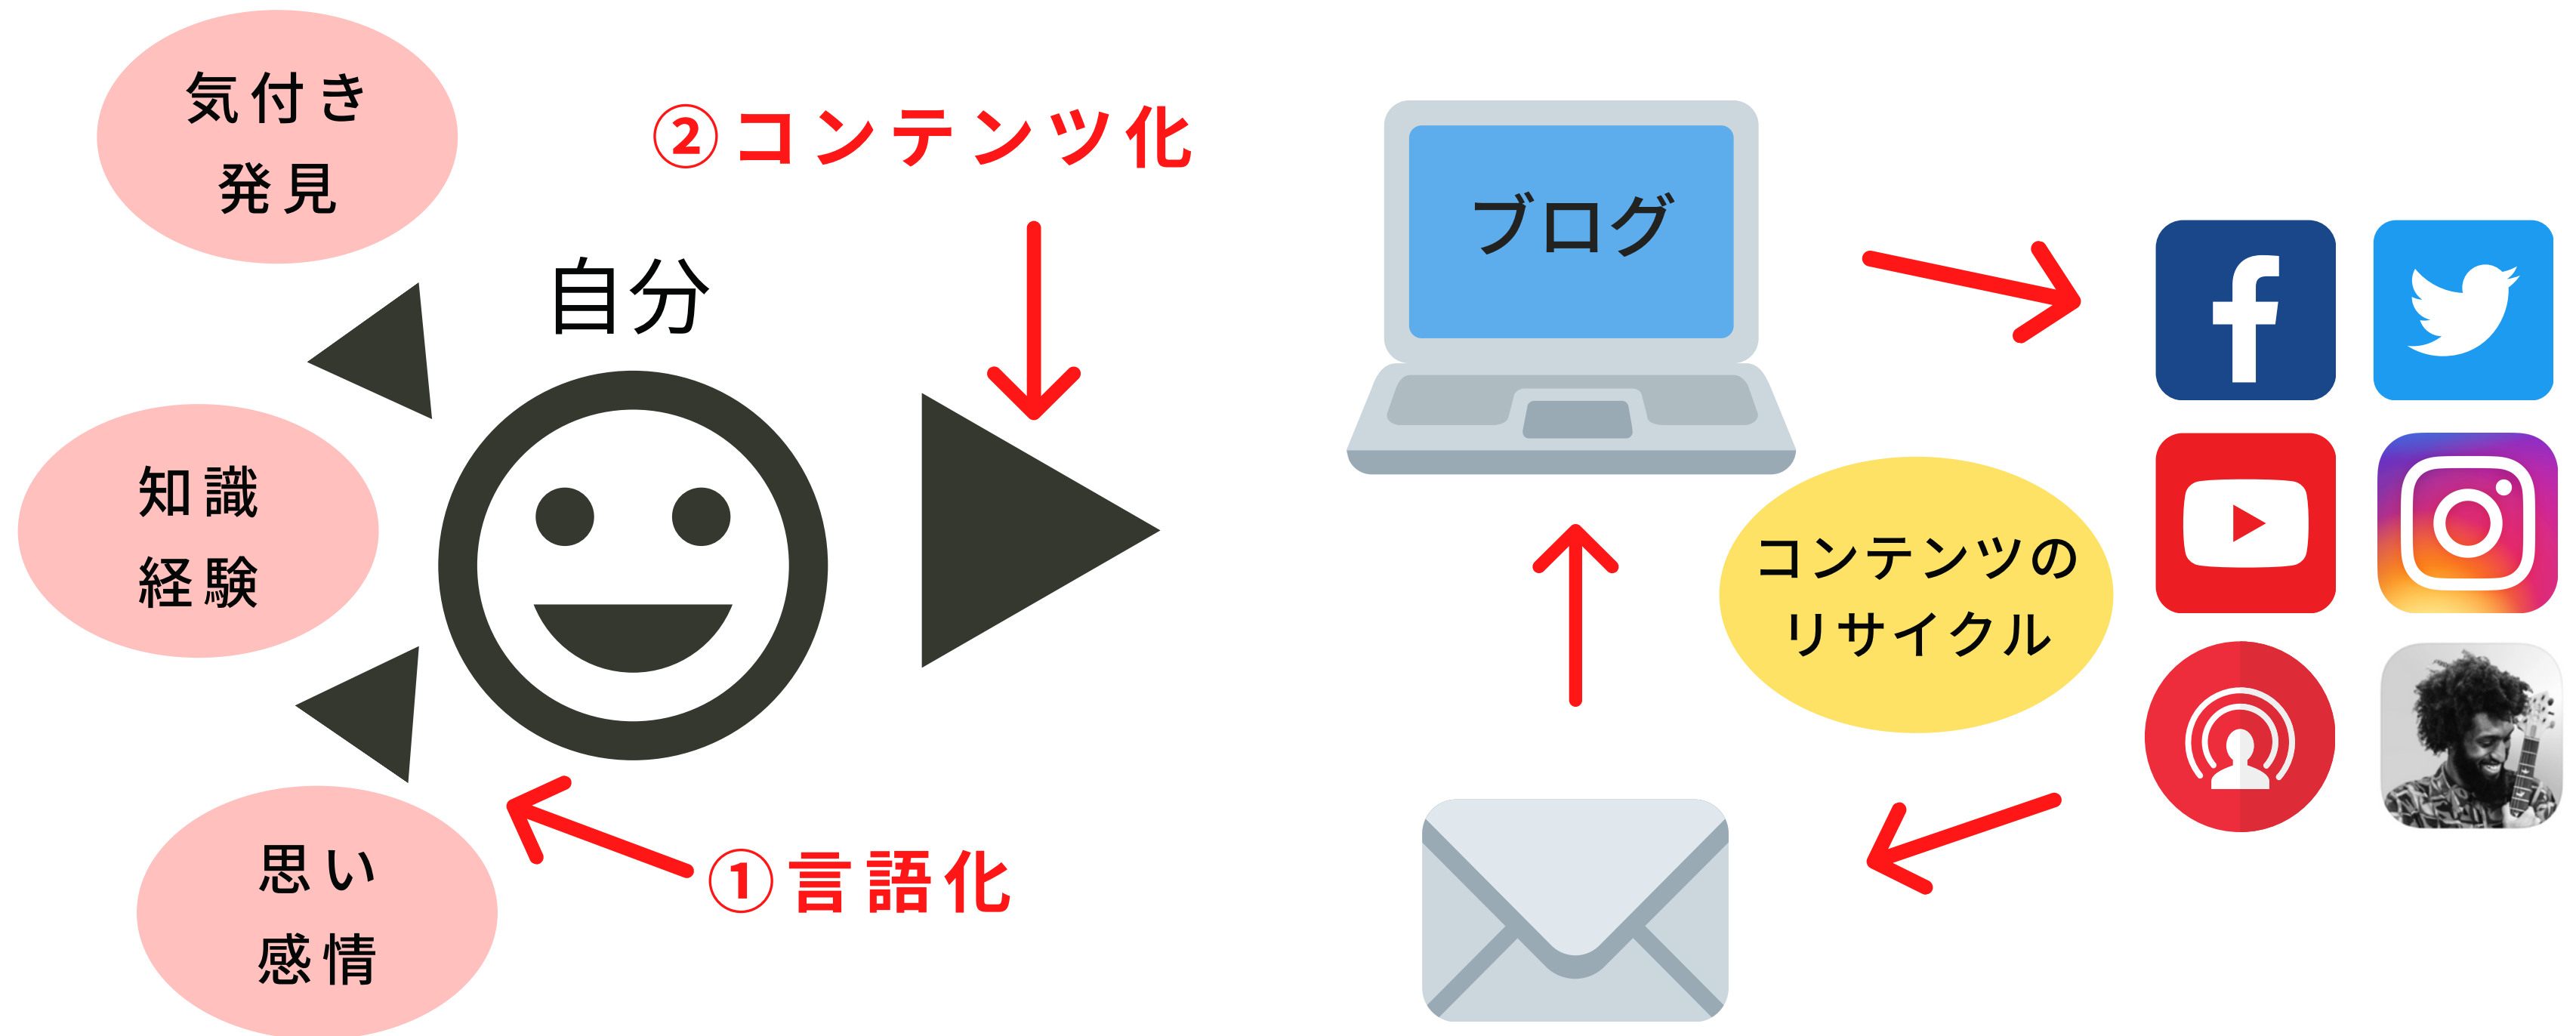 気付き
発見
②コンテンツ化
自分
知識
経験
思い
感情
①言語化
ブログ
コンテンツの
リサイクル